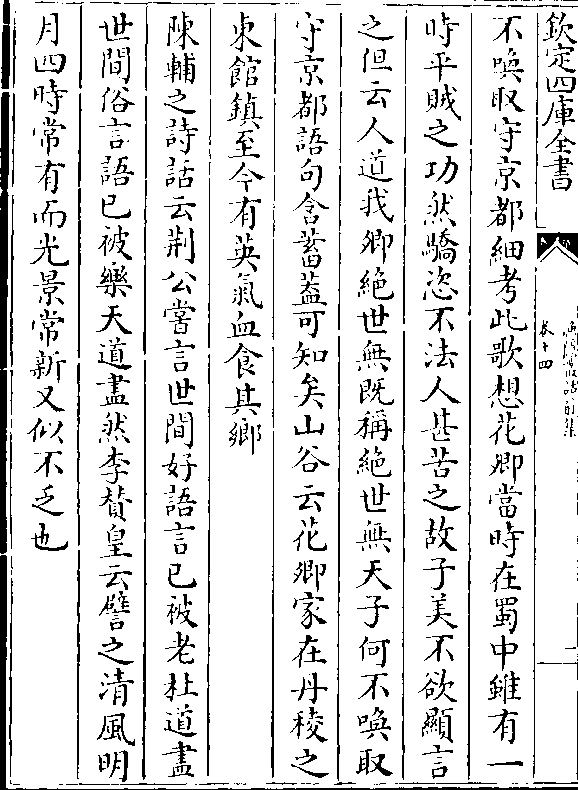 欽定四庫全書
卷十四
不喚取守京都細考此歌想花卿當時在蜀中雖有一
時平賊之功然驕恣不法人甚苦之故子美不欲顯言
之但云人道我卿絶世無既稱絶世無天子何不喚取
守京都語句含蓄葢可知矣山谷云花卿家在丹稜之
東館鎮至今有英氣血食其鄉
陳輔之詩話云荆公嘗言世間好語言已被老杜道盡
世間俗言語已被樂天道盡然李賛皇云譬之清風明
月四時常有而光景常新又似不乏也